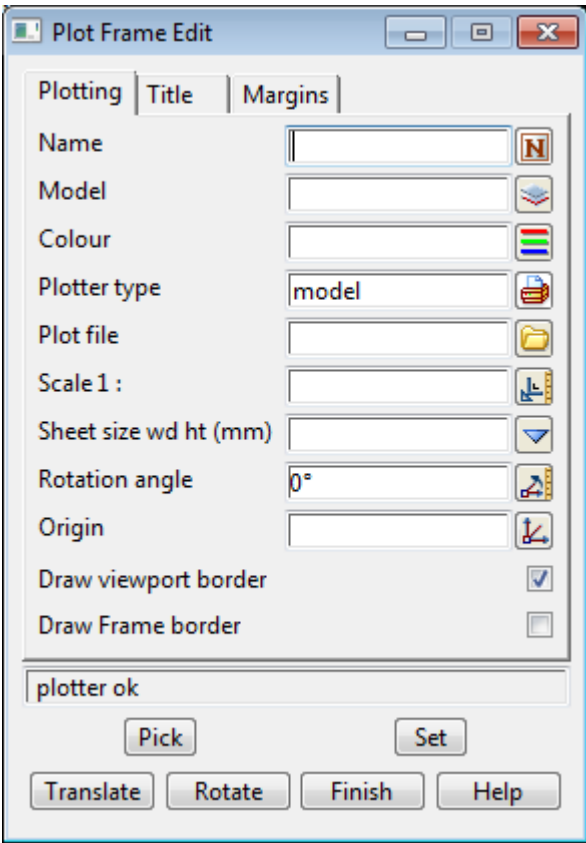 Plot Frame Edit
Plotting Title Margins
Name N
Model
Colour
Plotter type model
Plot file
Scale 1 :
Sheet size wd ht (mm)
Rotation angle 0°
Origin
Draw viewport border
Draw Frame border
plotter ok
Pick Set
Translate Rotate Finish Help